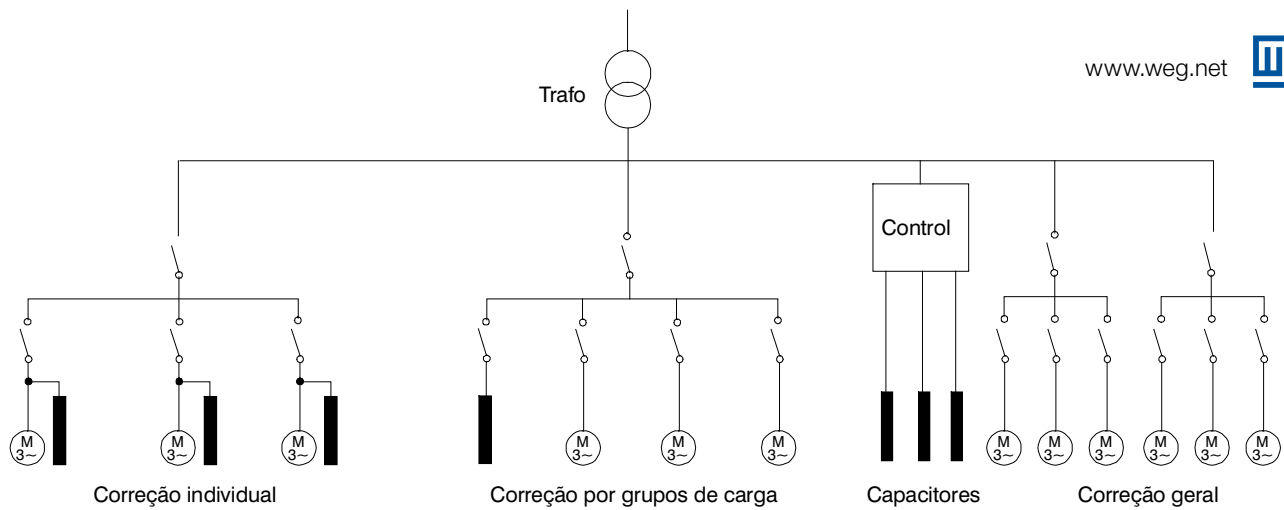 www.weg.net
Trafo
Control
M
3~
M
3~
M
3~
M
3~
M
3~
M
3~
M
3~
M
3~
M
3~
M
3~
M
3~
M
3~
Correção individual
Correção por grupos de carga
Capacitores
Correção geral